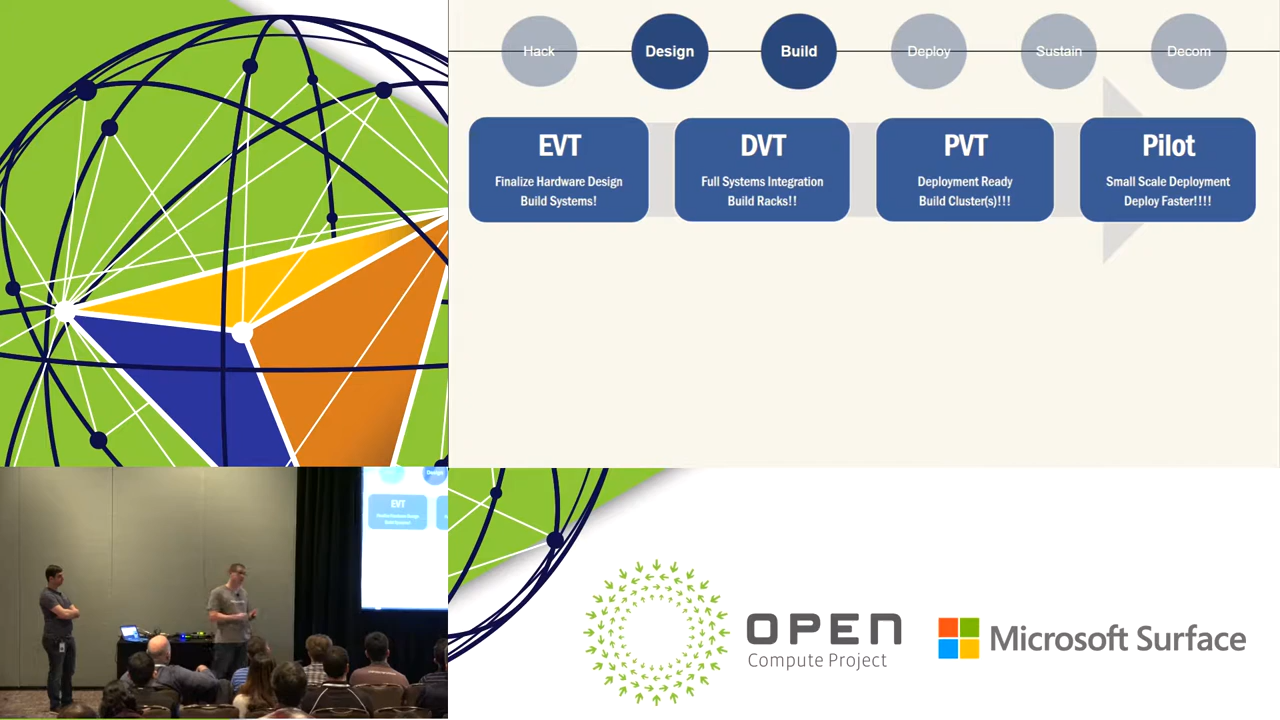 Hack
Design
Build
Deploy
Sustain
Decom
EVT
Finalize Hardware Design
Build Systems!
DVT
Full Systems Integration
Build Racks!!
PVT
Deployment Ready
Build Cluster(s)!!!
Pilot
Small Scale Deployment
Deploy Faster!!!!
EVT
OPEN
Compute Project
Microsoft Surface